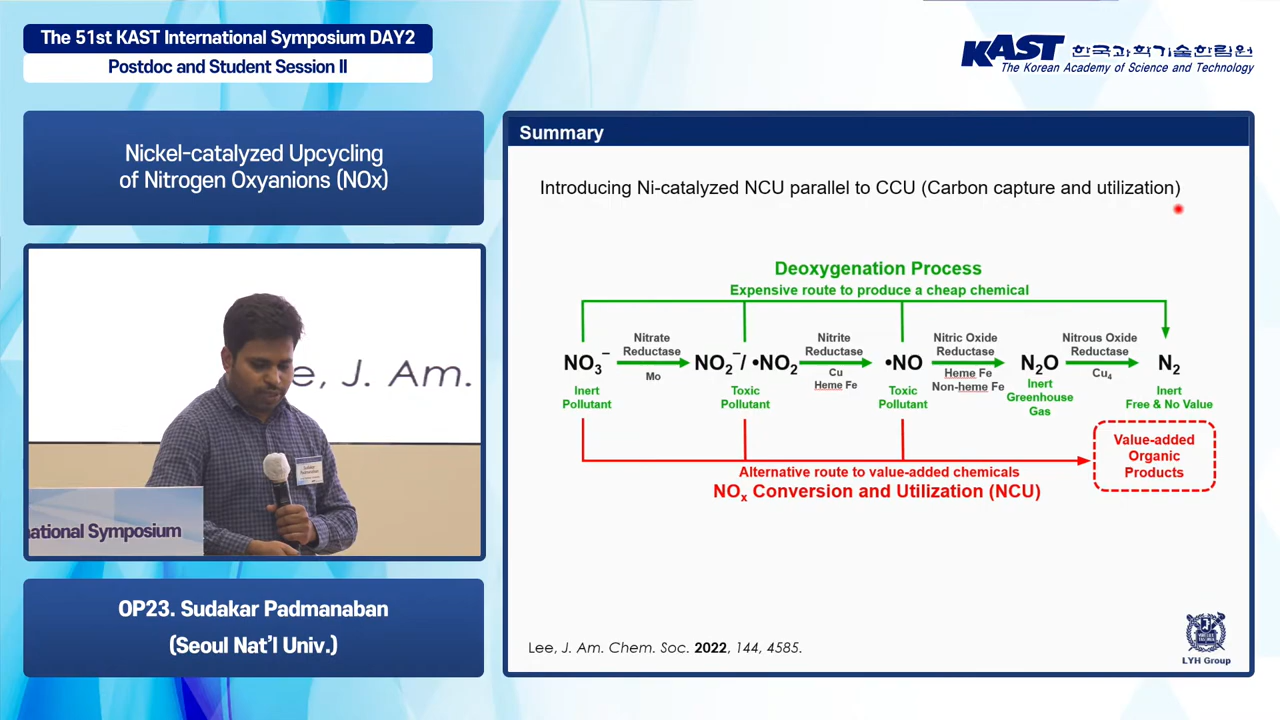 The 51st KAST International Symposium DAY2
Postdoc and Student Session II
KAST 한국과학기술한림원
The Korean Academy of Science and Technology
Nickel-catalyzed Upcycling
of Nitrogen Oxyanions (NOx)
e, J. Am.
Sudakar
Padmanaban
national Symposium
OP23. Sudakar Padmanaban
(Seoul Nat'l Univ.)
Summary
Introducing Ni-catalyzed NCU parallel to CCU (Carbon capture and utilization)
Deoxygenation Process
Expensive route to produce a cheap chemical
NO₃⁻ Nitrate Reductase Mo NO₂⁻/ •NO₂ Nitrite Reductase Cu Heme Fe •NO Nitric Oxide Reductase Heme Fe Non-heme Fe N₂O Nitrous Oxide Reductase Cu₄ N₂
Inert Pollutant
Toxic Pollutant
Toxic Pollutant
Inert Greenhouse Gas
Inert Free & No Value
Value-added
Organic
Products
Alternative route to value-added chemicals
NOₓ Conversion and Utilization (NCU)
Lee, J. Am. Chem. Soc. 2022, 144, 4585.
LYH Group